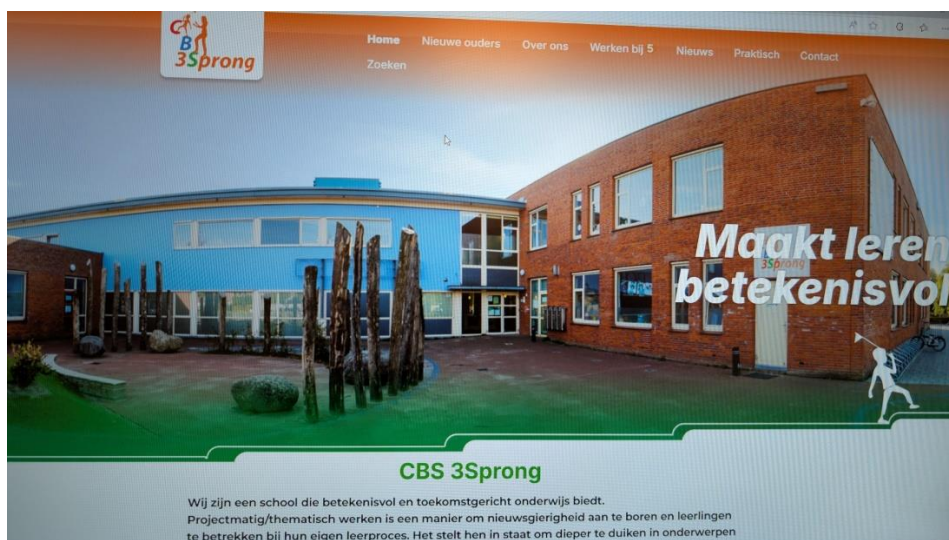 CBS
3Sprong
Home Nieuwe ouders Over ons Werken bij 5 Nieuws Praktisch Contact
Zoeken
Maakt leren
betekenisvol
3Sprong
CBS 3Sprong
Wij zijn een school die betekenisvol en toekomstgericht onderwijs biedt.
Projectmatig/thematisch werken is een manier om nieuwsgierigheid aan te boren en leerlingen
te betrekken bij hun eigen leerproces. Het stelt hen in staat om dieper te duiken in onderwerpen